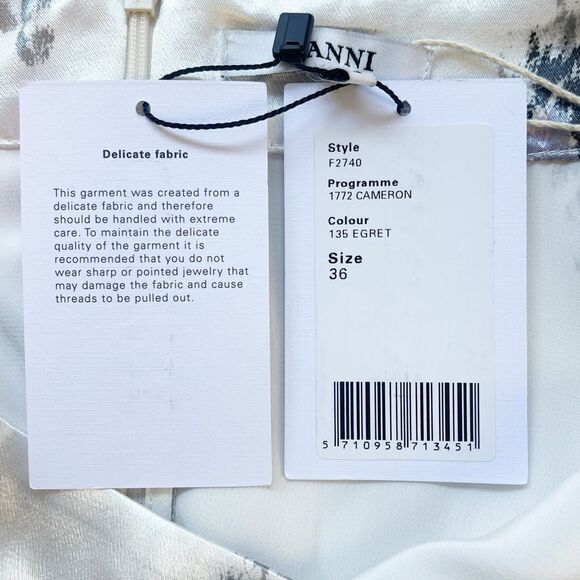 ANNI
Delicate fabric
This garment was created from a
delicate fabric and therefore
should be handled with extreme
care. To maintain the delicate
quality of the garment it is
recommended that you do not
wear sharp or pointed jewelry that
may damage the fabric and cause
threads to be pulled out.
Style
F2740
Programme
1772 CAMERON
Colour
135 EGRET
Size
36
5 710958 713451